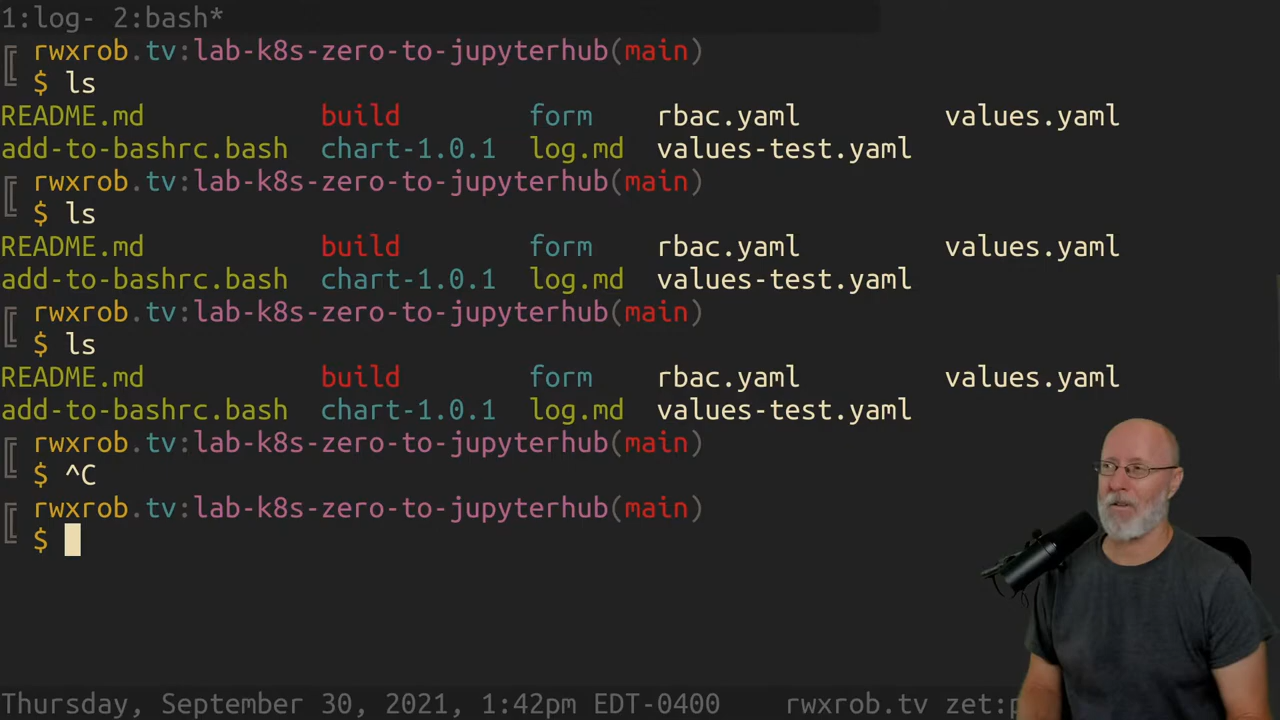 1:log- 2:bash*
rwxrob.tv:lab-k8s-zero-to-jupyterhub(main)
$ ls
README.md build form rbac.yaml values.yaml
add-to-bashrc.bash chart-1.0.1 log.md values-test.yaml
rwxrob.tv:lab-k8s-zero-to-jupyterhub(main)
$ ls
README.md build form rbac.yaml values.yaml
add-to-bashrc.bash chart-1.0.1 log.md values-test.yaml
rwxrob.tv:lab-k8s-zero-to-jupyterhub(main)
$ ls
README.md build form rbac.yaml values.yaml
add-to-bashrc.bash chart-1.0.1 log.md values-test.yaml
rwxrob.tv:lab-k8s-zero-to-jupyterhub(main)
$ ^C
rwxrob.tv:lab-k8s-zero-to-jupyterhub(main)
$
Thursday, September 30, 2021, 1:42pm EDT-0400 rwxrob.tv